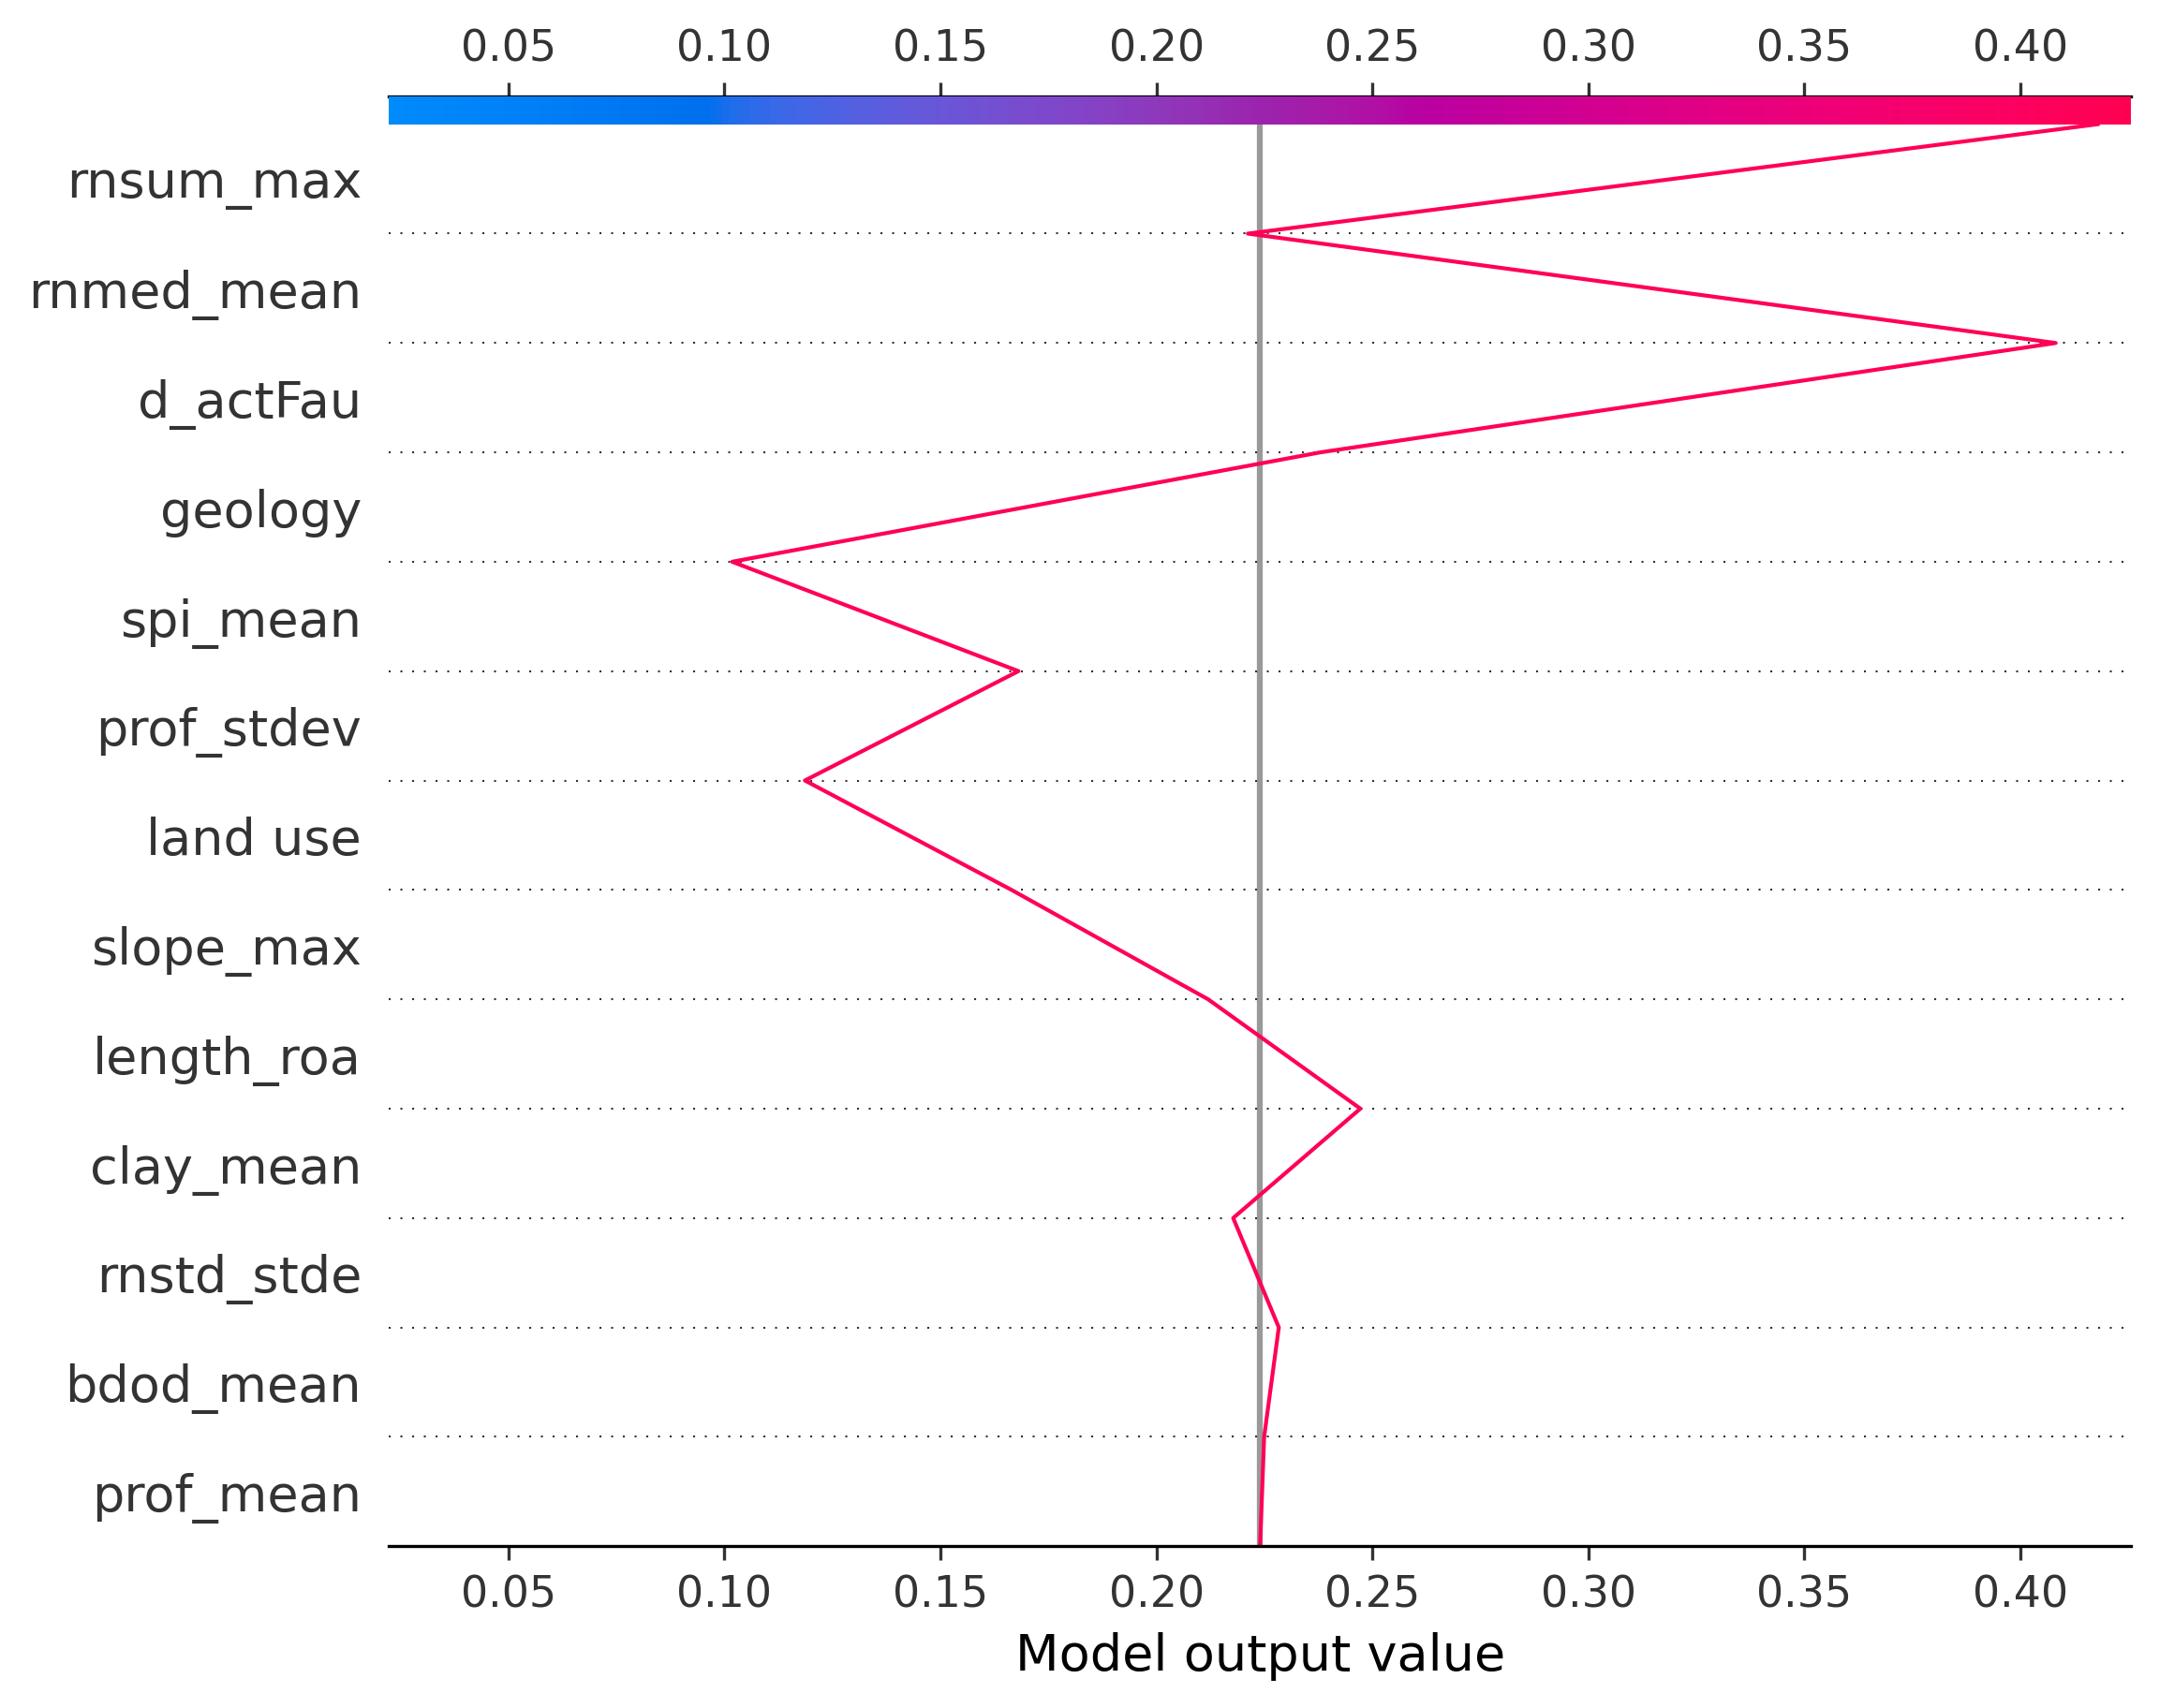 0.05 0.10 0.15 0.20 0.25 0.30 0.35 0.40
rnsum_max
rnmed_mean
d_actFau
geology
spi_mean
prof_stdev
land use
slope_max
length_roa
clay_mean
rnstd_stde
bdod_mean
prof_mean
0.05 0.10 0.15 0.20 0.25 0.30 0.35 0.40
Model output value